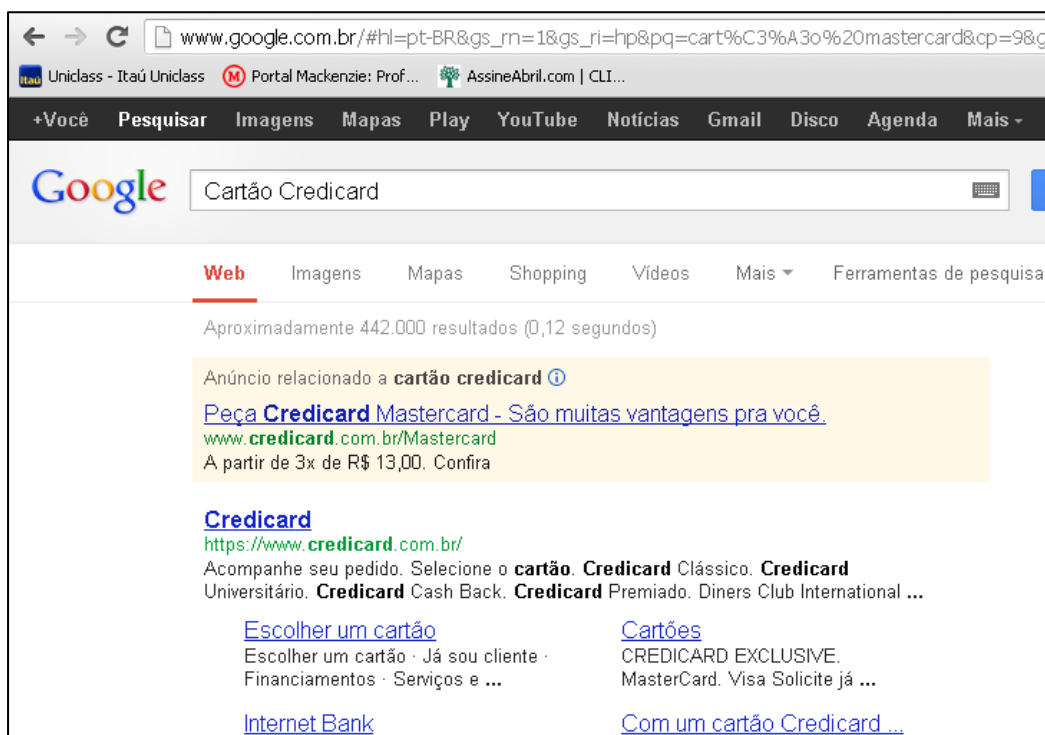 www.google.com.br/#hl=pt-BR&gs_rn=1&gs_ri=hp&pq=cart%C3%A3o%20mastercard&cp=9&g
Itaú Uniclass - Itaú Uniclass Portal Mackenzie: Prof... AssineAbril.com | CLI...
+Você Pesquisar Imagens Mapas Play YouTube Notícias Gmail Disco Agenda Mais
Google Cartão Credicard
Web Imagens Mapas Shopping Vídeos Mais Ferramentas de pesquisa
Aproximadamente 442.000 resultados (0,12 segundos)
Anúncio relacionado a cartão credicard
Peça Credicard Mastercard - São muitas vantagens pra você.
www.credicard.com.br/Mastercard
A partir de 3x de R$ 13,00. Confira
Credicard
https://www.credicard.com.br/
Acompanhe seu pedido. Selecione o cartão. Credicard Clássico. Credicard
Universitário. Credicard Cash Back. Credicard Premiado. Diners Club International ...
Escolher um cartão
Escolher um cartão · Já sou cliente ·
Financiamentos · Serviços e ...
Cartões
CREDICARD EXCLUSIVE.
MasterCard. Visa Solicite já ...
Internet Bank
Com um cartão Credicard ...